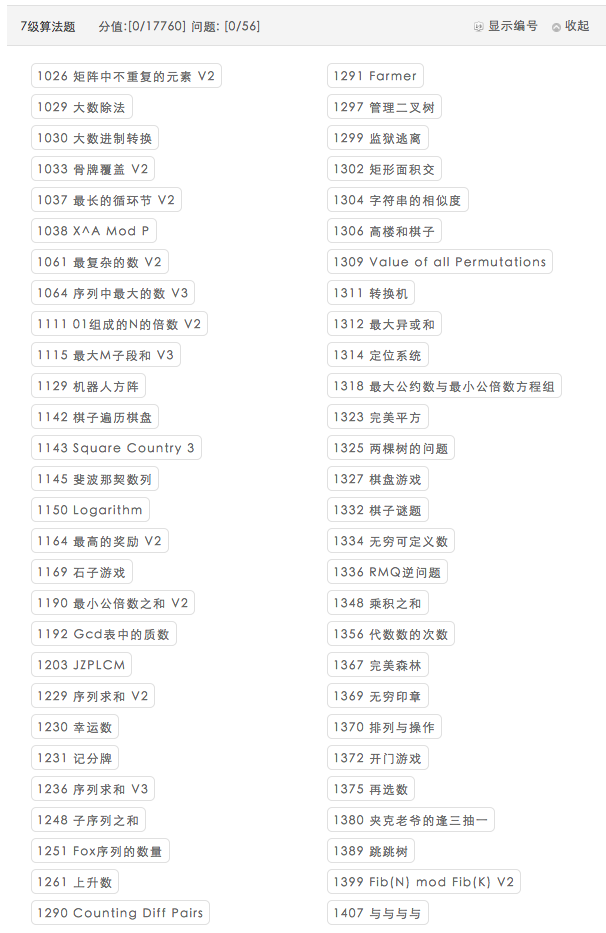 7级算法题 分值:[0/17760] 问题: [0/56] 显示编号 收起
1026 矩阵中不重复的元素 V2
1029 大数除法
1030 大数进制转换
1033 骨牌覆盖 V2
1037 最长的循环节 V2
1038 X^A Mod P
1061 最复杂的数 V2
1064 序列中最大的数 V3
1111 01组成的N的倍数 V2
1115 最大M子段和 V3
1129 机器人方阵
1142 棋子遍历棋盘
1143 Square Country 3
1145 斐波那契数列
1150 Logarithm
1164 最高的奖励 V2
1169 石子游戏
1190 最小公倍数之和 V2
1192 Gcd表中的质数
1203 JZPLCM
1229 序列求和 V2
1230 幸运数
1231 记分牌
1236 序列求和 V3
1248 子序列之和
1251 Fox序列的数量
1261 上升数
1290 Counting Diff Pairs
1291 Farmer
1297 管理二叉树
1299 监狱逃离
1302 矩形面积交
1304 字符串的相似度
1306 高楼和棋子
1309 Value of all Permutations
1311 转换机
1312 最大异或和
1314 定位系统
1318 最大公约数与最小公倍数方程组
1323 完美平方
1325 两棵树的问题
1327 棋盘游戏
1332 棋子谜题
1334 无穷可定义数
1336 RMQ逆问题
1348 乘积之和
1356 代数数的次数
1367 完美森林
1369 无穷印章
1370 排列与操作
1372 开门游戏
1375 再选数
1380 夹克老爷的逢三抽一
1389 跳跳树
1399 Fib(N) mod Fib(K) V2
1407 与与与与